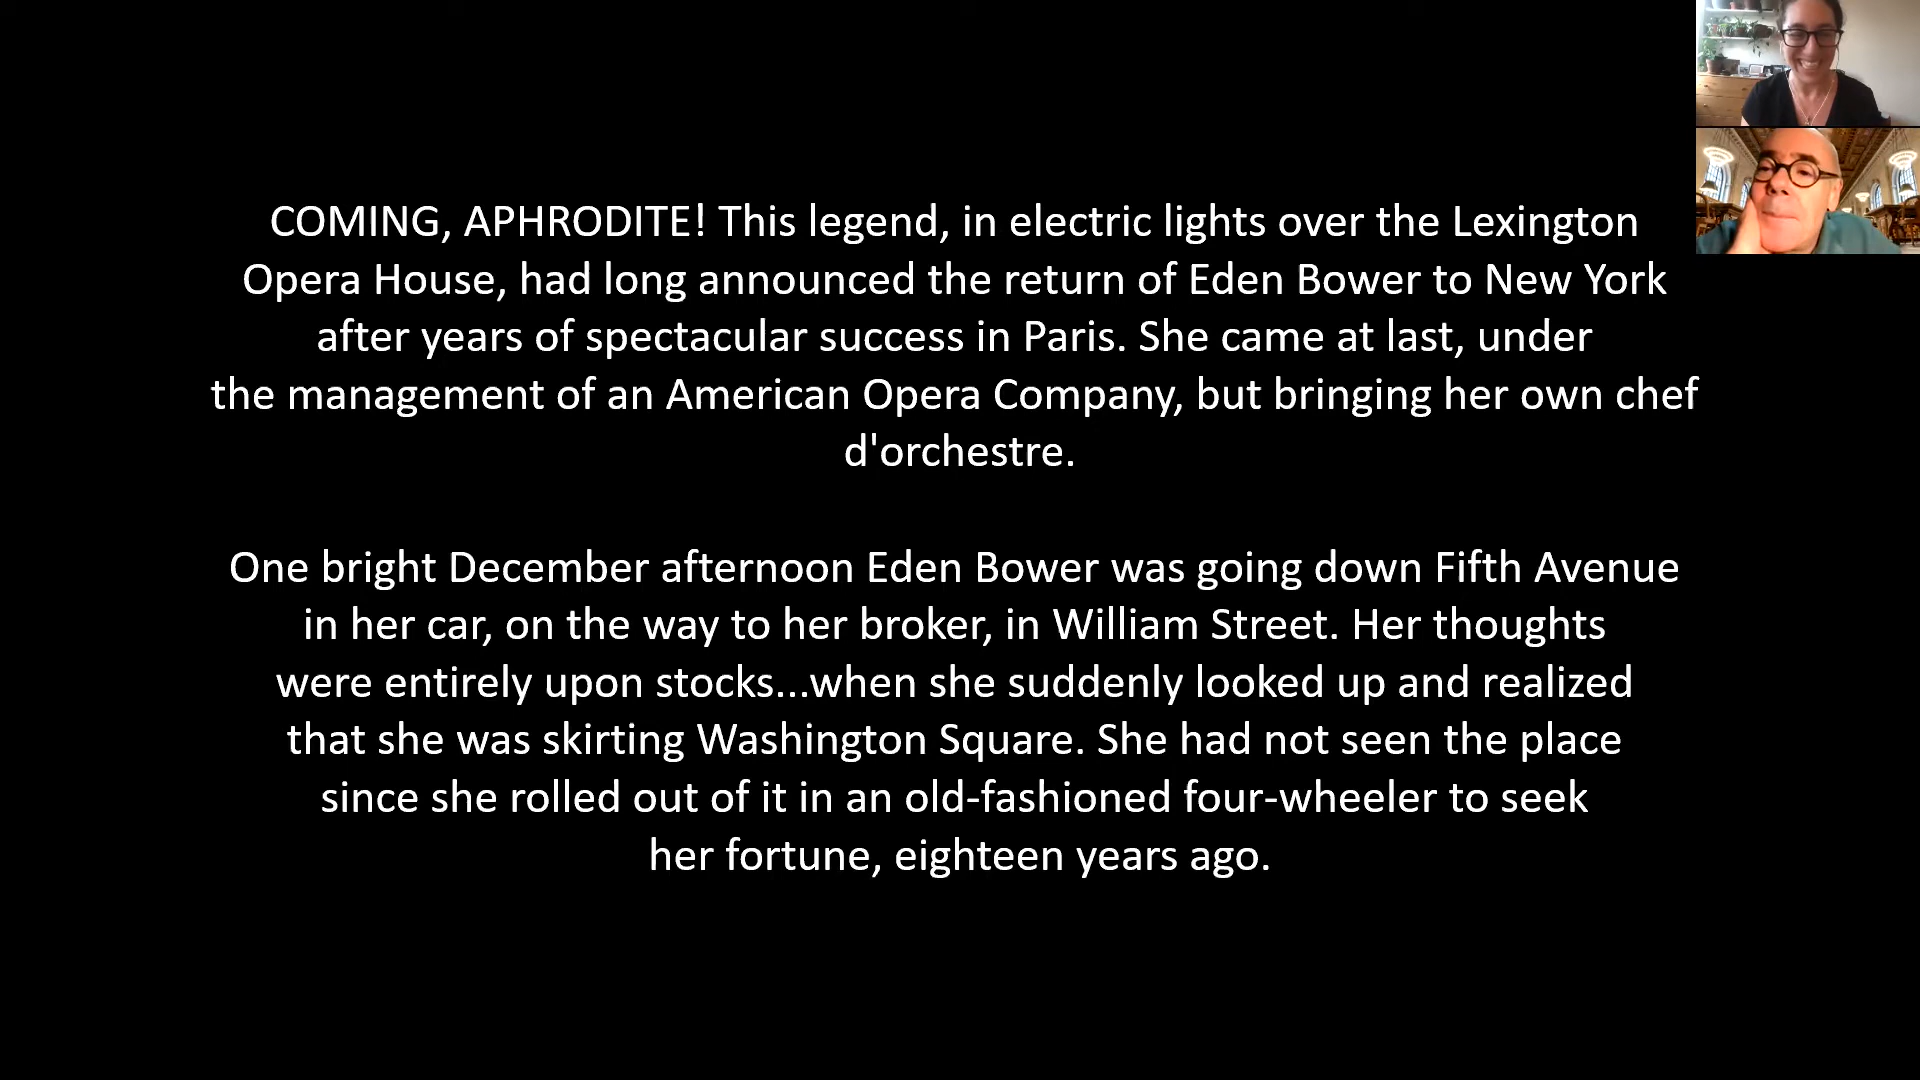 COMING, APHRODITE! This legend, in electric lights over the Lexington
Opera House, had long announced the return of Eden Bower to New York
after years of spectacular success in Paris. She came at last, under
the management of an American Opera Company, but bringing her own chef
d'orchestre.
One bright December afternoon Eden Bower was going down Fifth Avenue
in her car, on the way to her broker, in William Street. Her thoughts
were entirely upon stocks...when she suddenly looked up and realized
that she was skirting Washington Square. She had not seen the place
since she rolled out of it in an old-fashioned four-wheeler to seek
her fortune, eighteen years ago.